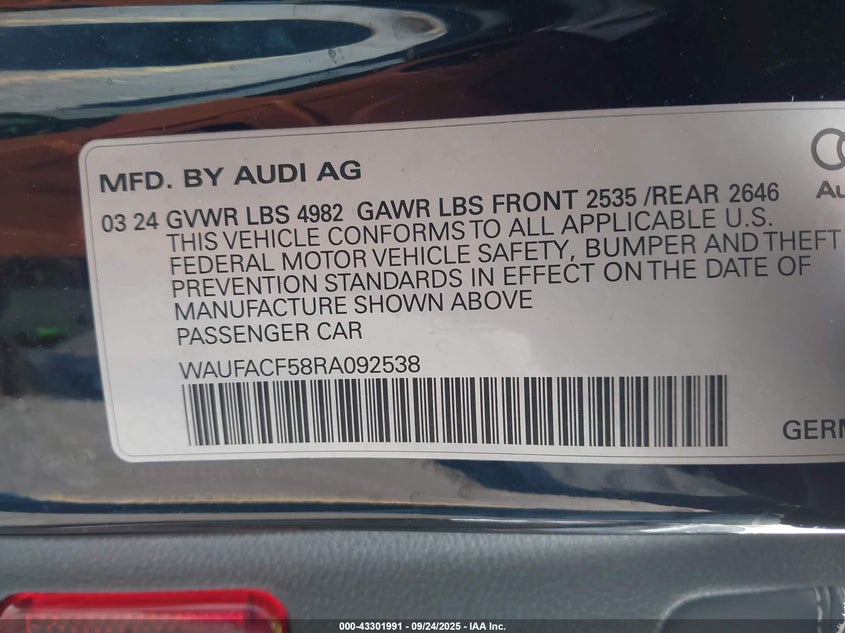 MFD. BY AUDI AG
03 24 GVWR LBS 4982 GAWR LBS FRONT 2535 /REAR 2646
THIS VEHICLE CONFORMS TO ALL APPLICABLE U.S.
FEDERAL MOTOR VEHICLE SAFETY, BUMPER AND THEFT
PREVENTION STANDARDS IN EFFECT ON THE DATE OF
MANUFACTURE SHOWN ABOVE
PASSENGER CAR
WAUFACF58RA092538
000-43301991 - 09/24/2025 - IAA Inc.